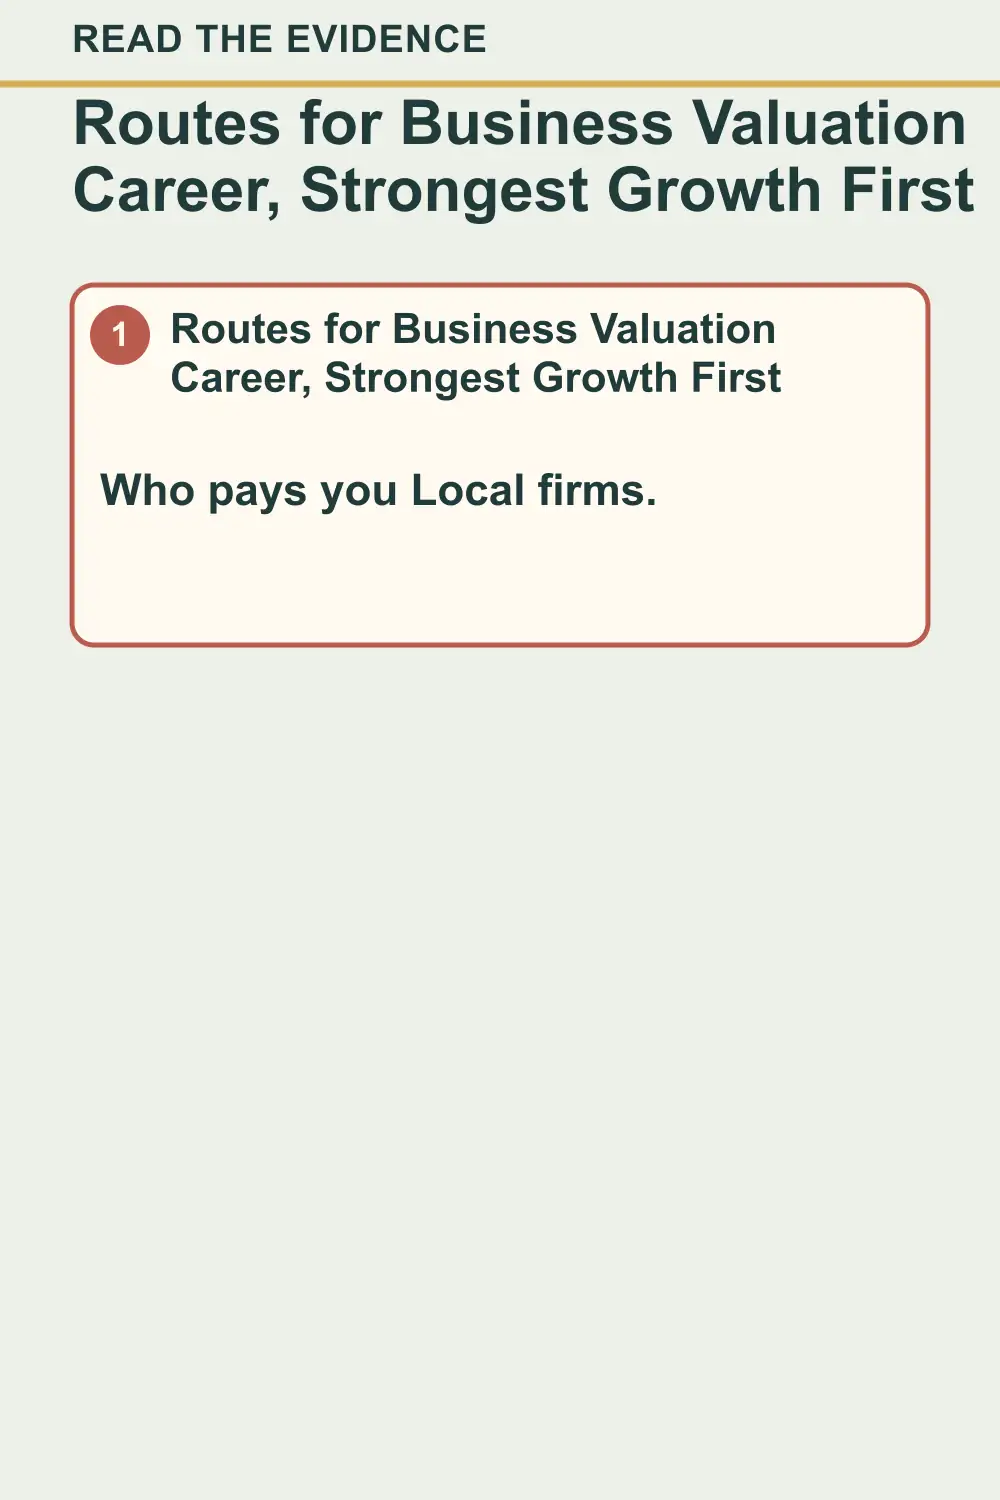 READ THE EVIDENCE
Routes for Business Valuation
Career, Strongest Growth First
1
Routes for Business Valuation
Career, Strongest Growth First
Who pays you Local firms.